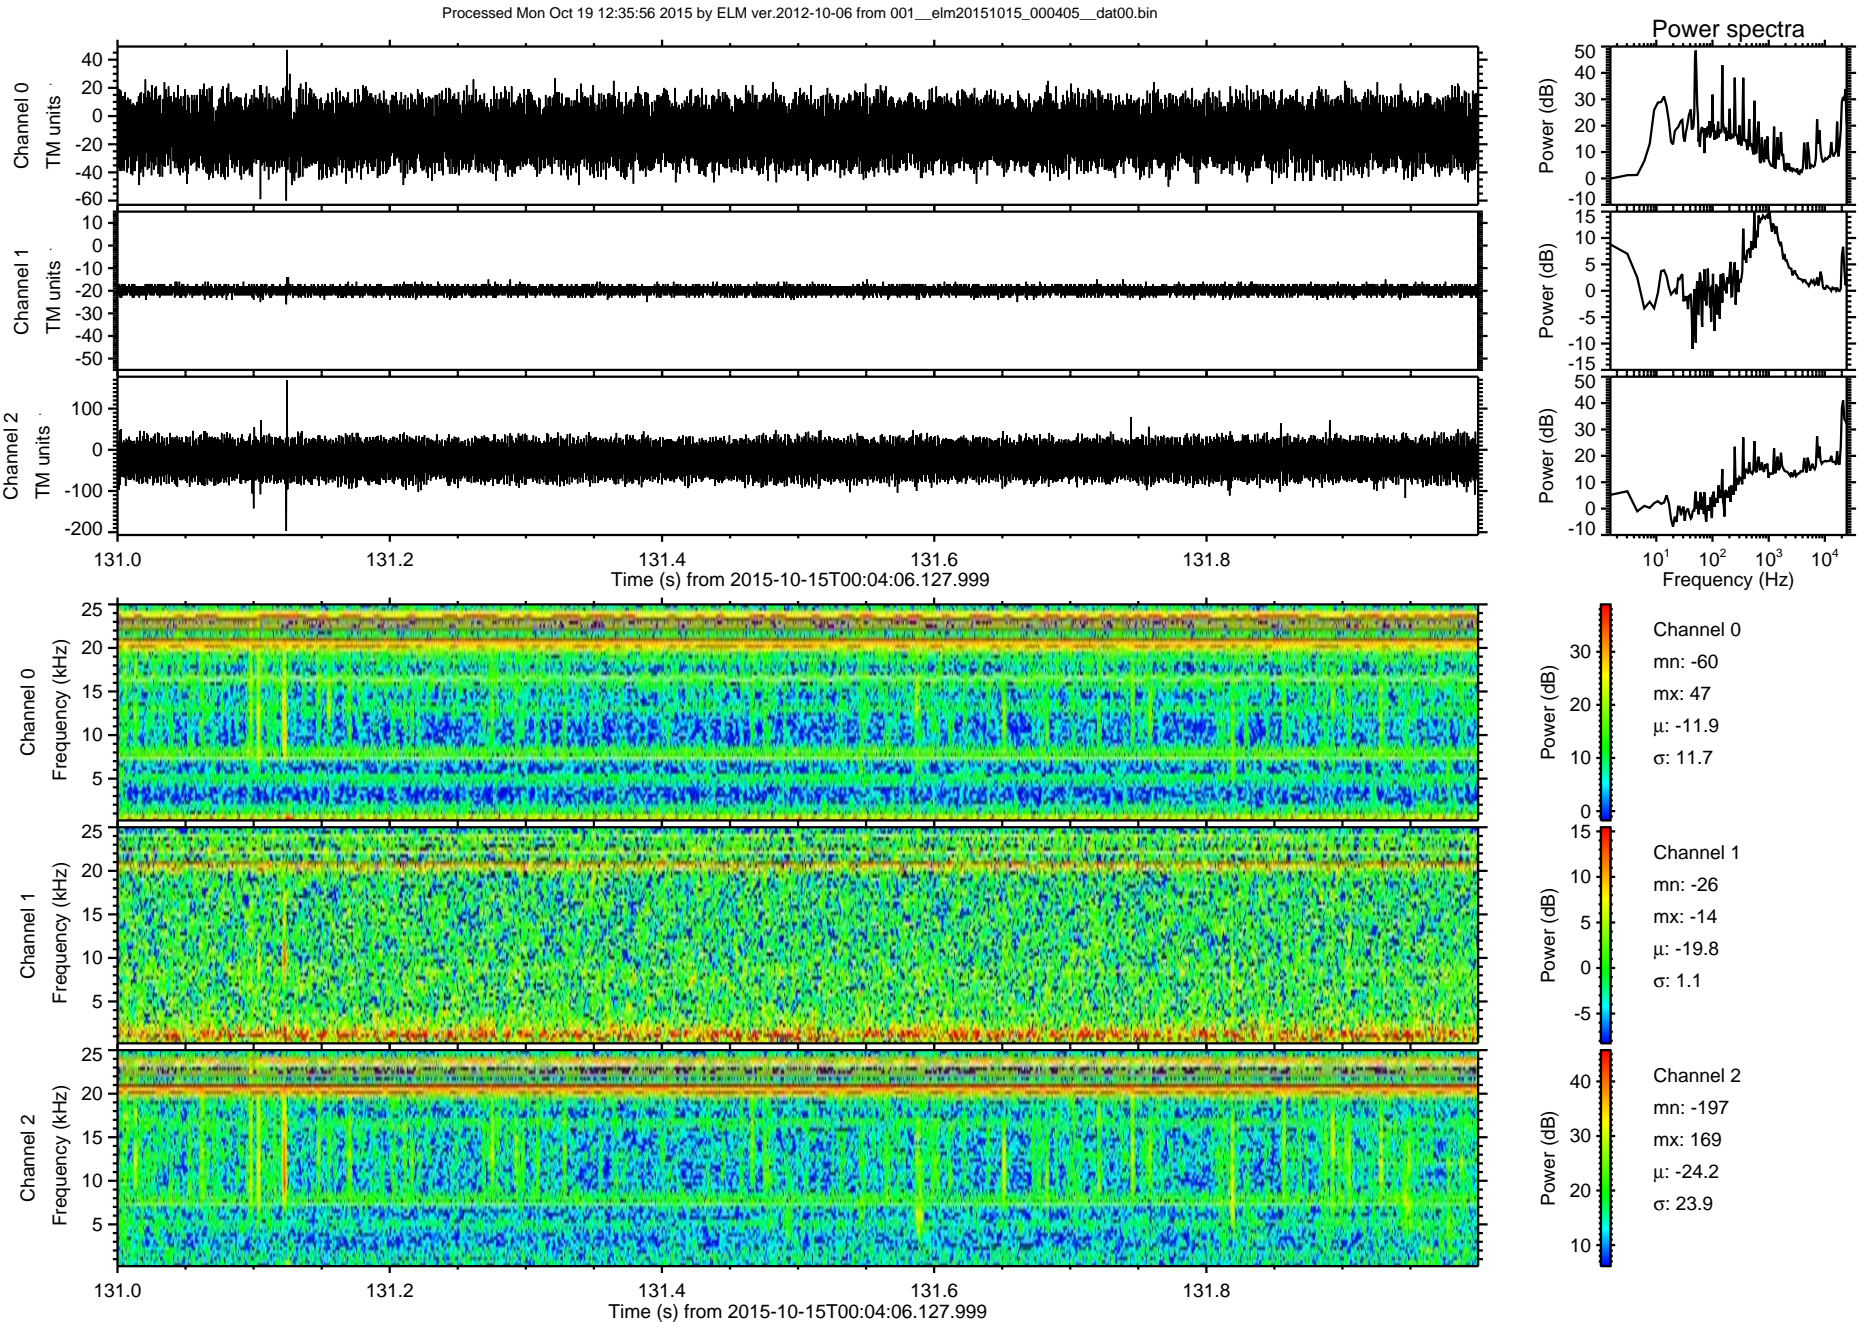 Processed Mon Oct 19 12:35:56 2015 by ELM ver.2012-10-06 from 001__elm20151015_000405__dat00.bin
Power spectra
Channel 0
TM units
40
20
0
-20
-40
-60
Power (dB)
50
40
30
20
10
0
-10
Channel 1
TM units
10
0
-10
-20
-30
-40
-50
Power (dB)
15
10
5
0
-5
-10
-15
Channel 2
TM units
100
0
-100
-200
Power (dB)
50
40
30
20
10
0
-10
131.0 131.2 131.4 131.6 131.8
Time (s) from 2015-10-15T00:04:06.127.999
10¹ 10² 10³ 10⁴
Frequency (Hz)
Channel 0
Frequency (kHz)
25
20
15
10
5
Power (dB)
30
20
10
0
Channel 0
mn: -60
mx: 47
μ: -11.9
σ: 11.7
Channel 1
Frequency (kHz)
25
20
15
10
5
Power (dB)
15
10
5
0
-5
Channel 1
mn: -26
mx: -14
μ: -19.8
σ: 1.1
Channel 2
Frequency (kHz)
25
20
15
10
5
Power (dB)
40
30
20
10
Channel 2
mn: -197
mx: 169
μ: -24.2
σ: 23.9
131.0 131.2 131.4 131.6 131.8
Time (s) from 2015-10-15T00:04:06.127.999